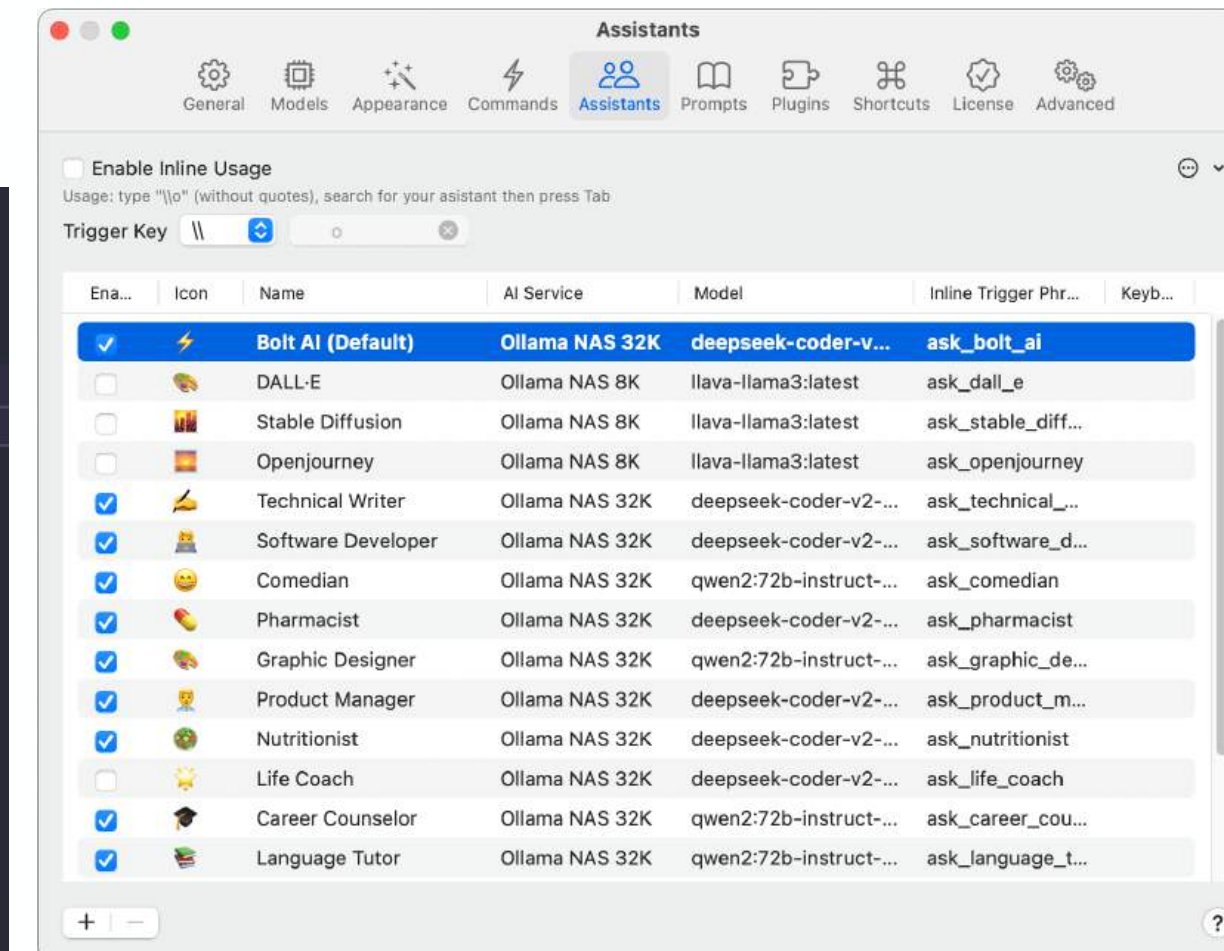 Assistants
General Models Appearance Commands Assistants Prompts Plugins Shortcuts License Advanced
Enable Inline Usage
Usage: type "\\o" (without quotes), search for your asistant then press Tab
Trigger Key \\ o
Ena... Icon Name AI Service Model Inline Trigger Phr... Keyb...
Bolt AI (Default) Ollama NAS 32K deepseek-coder-v... ask_bolt_ai
DALL·E Ollama NAS 8K llava-llama3:latest ask_dall_e
Stable Diffusion Ollama NAS 8K llava-llama3:latest ask_stable_diff...
Openjourney Ollama NAS 8K llava-llama3:latest ask_openjourney
Technical Writer Ollama NAS 32K deepseek-coder-v2-... ask_technical_...
Software Developer Ollama NAS 32K deepseek-coder-v2-... ask_software_d...
Comedian Ollama NAS 32K qwen2:72b-instruct-... ask_comedian
Pharmacist Ollama NAS 32K deepseek-coder-v2-... ask_pharmacist
Graphic Designer Ollama NAS 32K qwen2:72b-instruct-... ask_graphic_de...
Product Manager Ollama NAS 32K deepseek-coder-v2-... ask_product_m...
Nutritionist Ollama NAS 32K deepseek-coder-v2-... ask_nutritionist
Life Coach Ollama NAS 32K deepseek-coder-v2-... ask_life_coach
Career Counselor Ollama NAS 32K qwen2:72b-instruct-... ask_career_cou...
Language Tutor Ollama NAS 32K qwen2:72b-instruct-... ask_language_t...
+ − ?